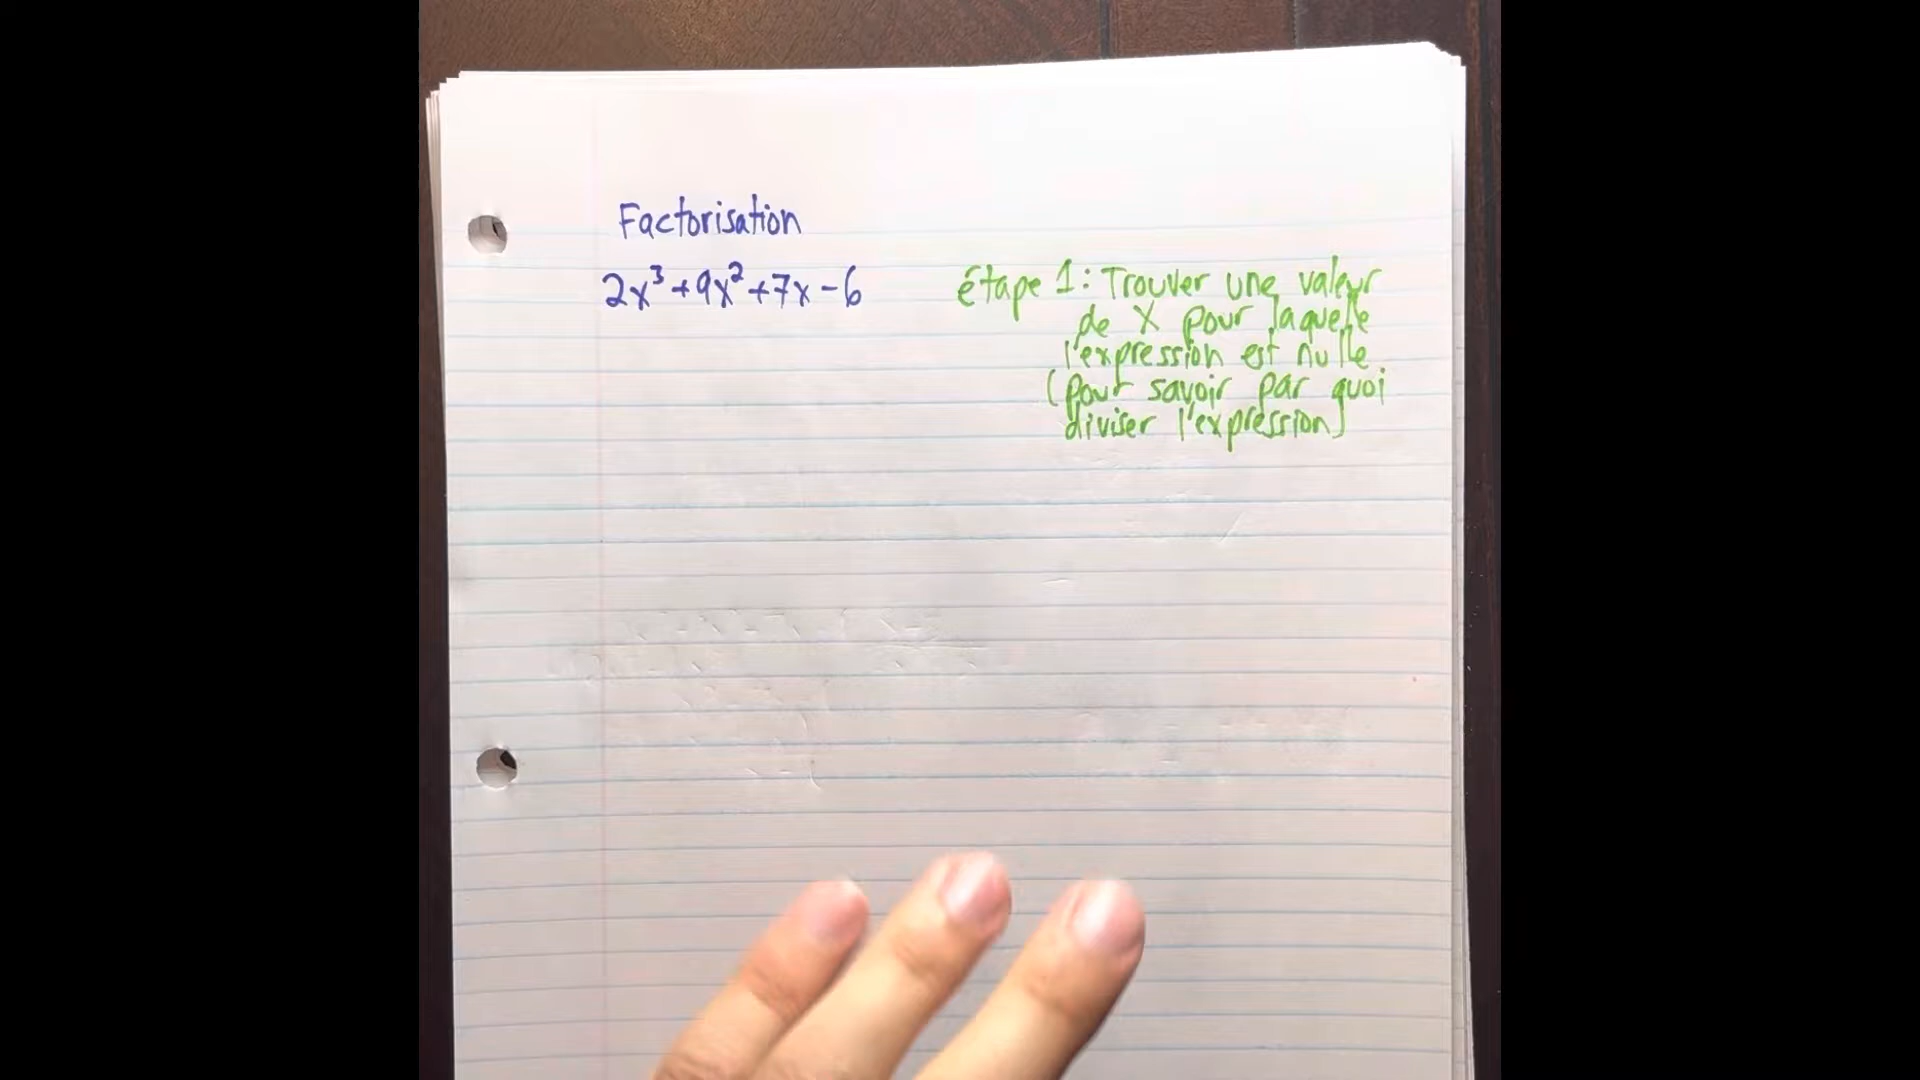 Factorisation
2x³+9x²+7x-6
étape 1: Trouver une valeur
de X pour laquelle
l'expression est nulle
(pour savoir par quoi
diviser l'expression)